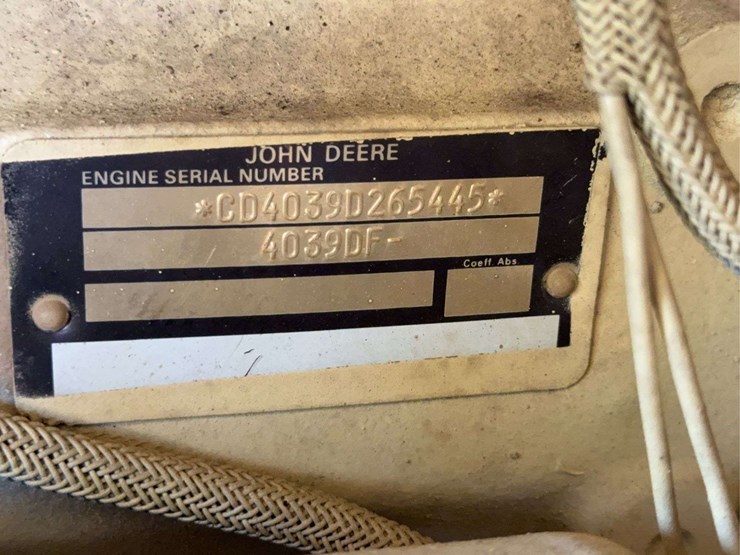 JOHN DEERE
ENGINE SERIAL NUMBER
*CD4039D265445*
4039DF-
Coeff. Abs.